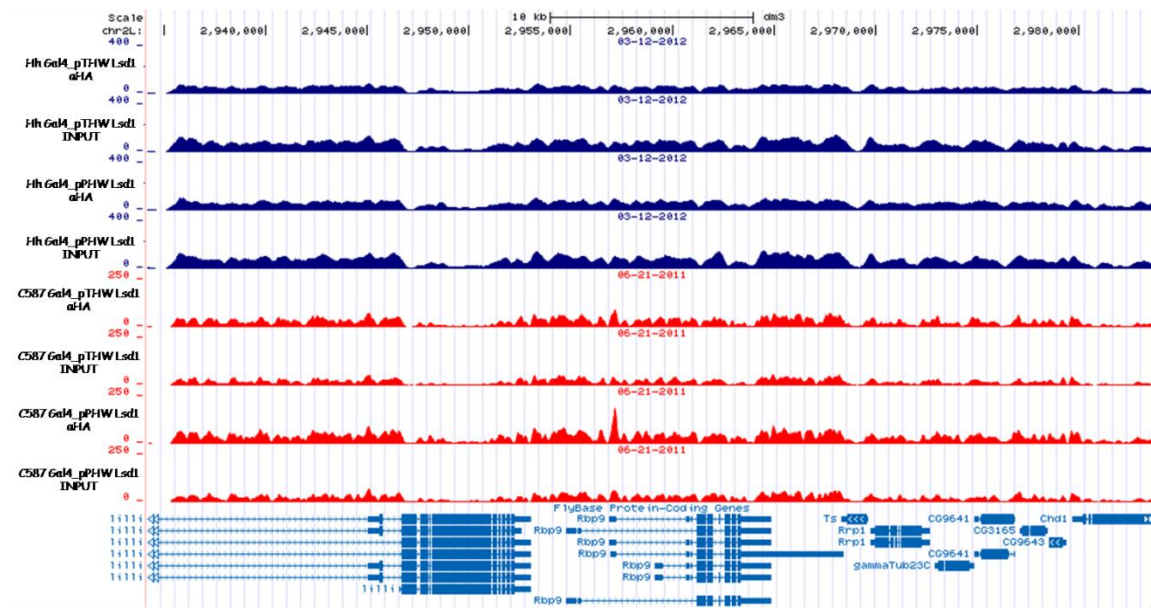 Scale 10 kb dm3
chr2L: 2,940,000 2,945,000 2,950,000 2,955,000 2,960,000 2,965,000 2,970,000 2,975,000 2,980,000
400 03-12-2012
Hh Gal4_pTHW Lsd1
αHA
0
400 03-12-2012
Hh Gal4_pTHW Lsd1
INPUT
0
400 03-12-2012
Hh Gal4_pPHW Lsd1
αHA
0
400 03-12-2012
Hh Gal4_pPHW Lsd1
INPUT
0
250 06-21-2011
C587 Gal4_pTHW Lsd1
αHA
0
250 06-21-2011
C587 Gal4_pTHW Lsd1
INPUT
0
250 06-21-2011
C587 Gal4_pPHW Lsd1
αHA
0
250 06-21-2011
C587 Gal4_pPHW Lsd1
INPUT
0
FlyBase Protein-Coding Genes
lilli Rbp9 Ts CG9641 Chd1
lilli Rbp9 Rrp1 CG3165
lilli Rbp9 Rrp1 CG9643
lilli Rbp9 CG9641
lilli Rbp9 gammaTub23C
lilli Rbp9
lilli
Rbp9